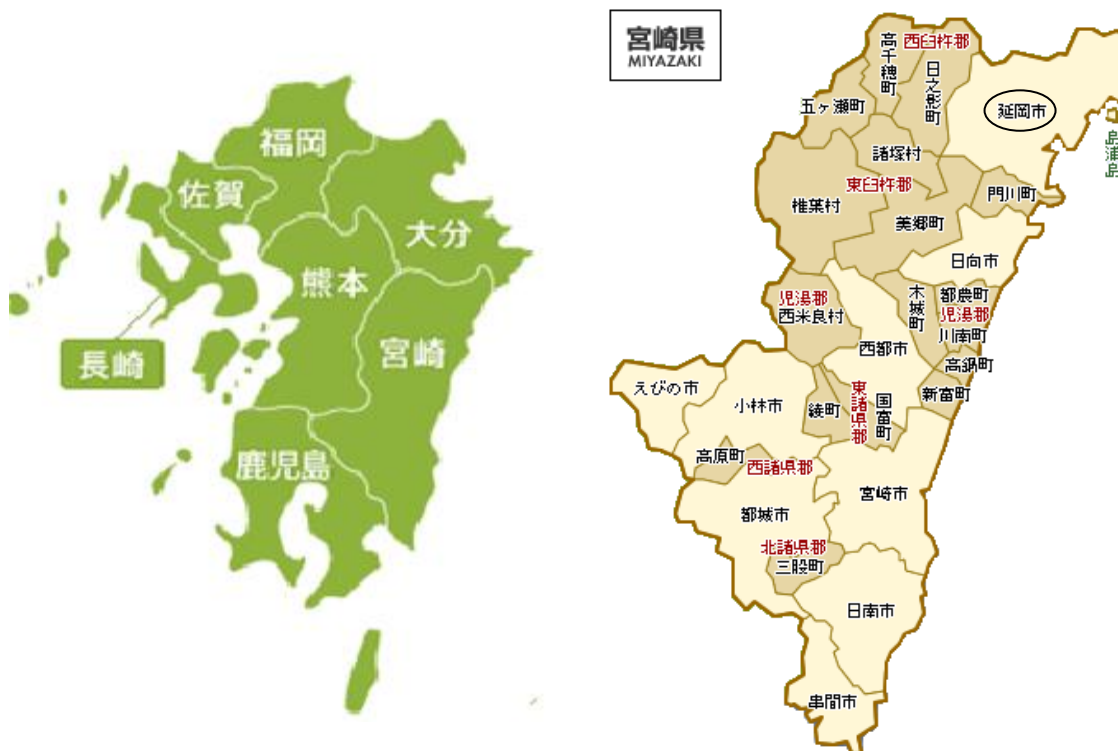 福岡
佐賀
大分
熊本
長崎
宮崎
鹿児島
宮崎県
MIYAZAKI
高千穂町
西臼杵郡
日之影町
五ヶ瀬町
延岡市
島浦島
諸塚村
東臼杵郡
門川町
椎葉村
美郷町
日向市
児湯郡
西米良村
木城町
都農町
児湯郡
川南町
西都市
高鍋町
新富町
えびの市
小林市
綾町
東諸県郡
国富町
高原町
西諸県郡
宮崎市
都城市
北諸県郡
三股町
日南市
串間市